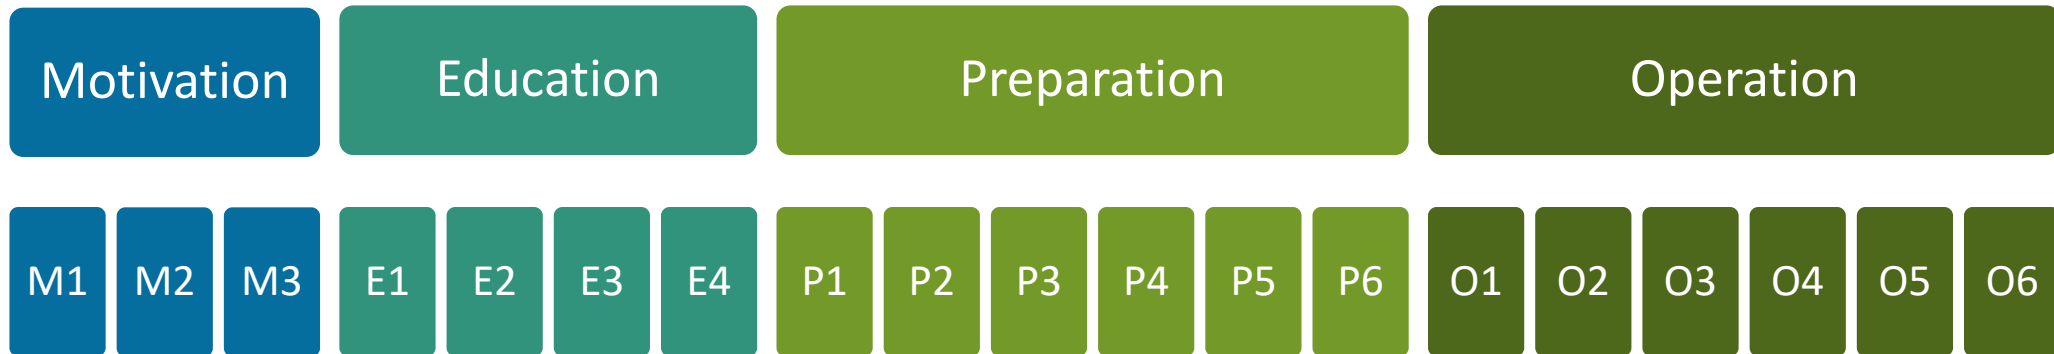 Motivation Education Preparation Operation
M1 M2 M3 E1 E2 E3 E4 P1 P2 P3 P4 P5 P6 O1 O2 O3 O4 O5 O6